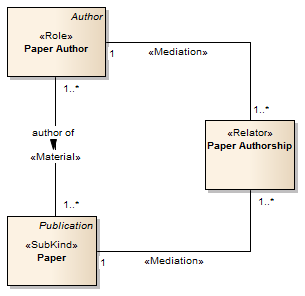 Author
«Role»
Paper Author
1
«Mediation»
1..*
1..*
author of
«Material»
«Relator»
Paper Authorship
1..*
1..*
Publication
«SubKind»
Paper
1
«Mediation»